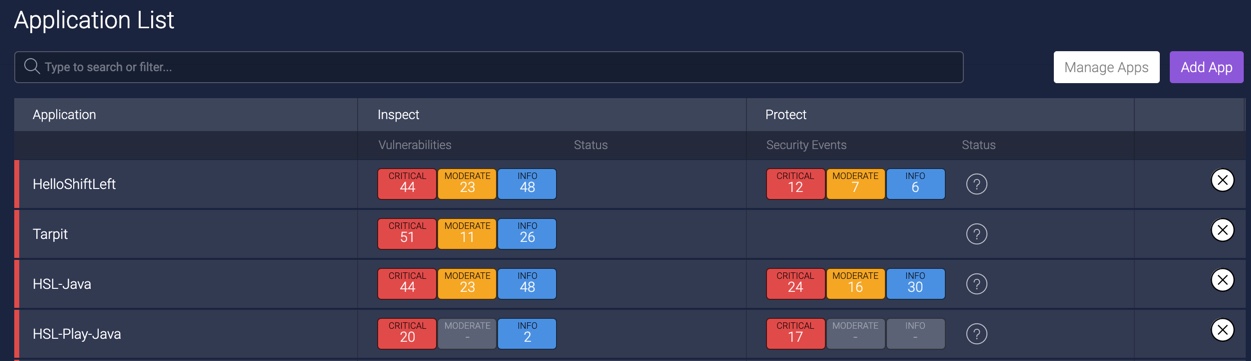 Application List
Type to search or filter...
Manage Apps
Add App
Application Inspect Protect
Vulnerabilities Status Security Events Status
HelloShiftLeft CRITICAL 44 MODERATE 23 INFO 48 CRITICAL 12 MODERATE 7 INFO 6 ?
Tarpit CRITICAL 51 MODERATE 11 INFO 26 ?
HSL-Java CRITICAL 44 MODERATE 23 INFO 48 CRITICAL 24 MODERATE 16 INFO 30 ?
HSL-Play-Java CRITICAL 20 MODERATE - INFO 2 CRITICAL 17 MODERATE - INFO - ?